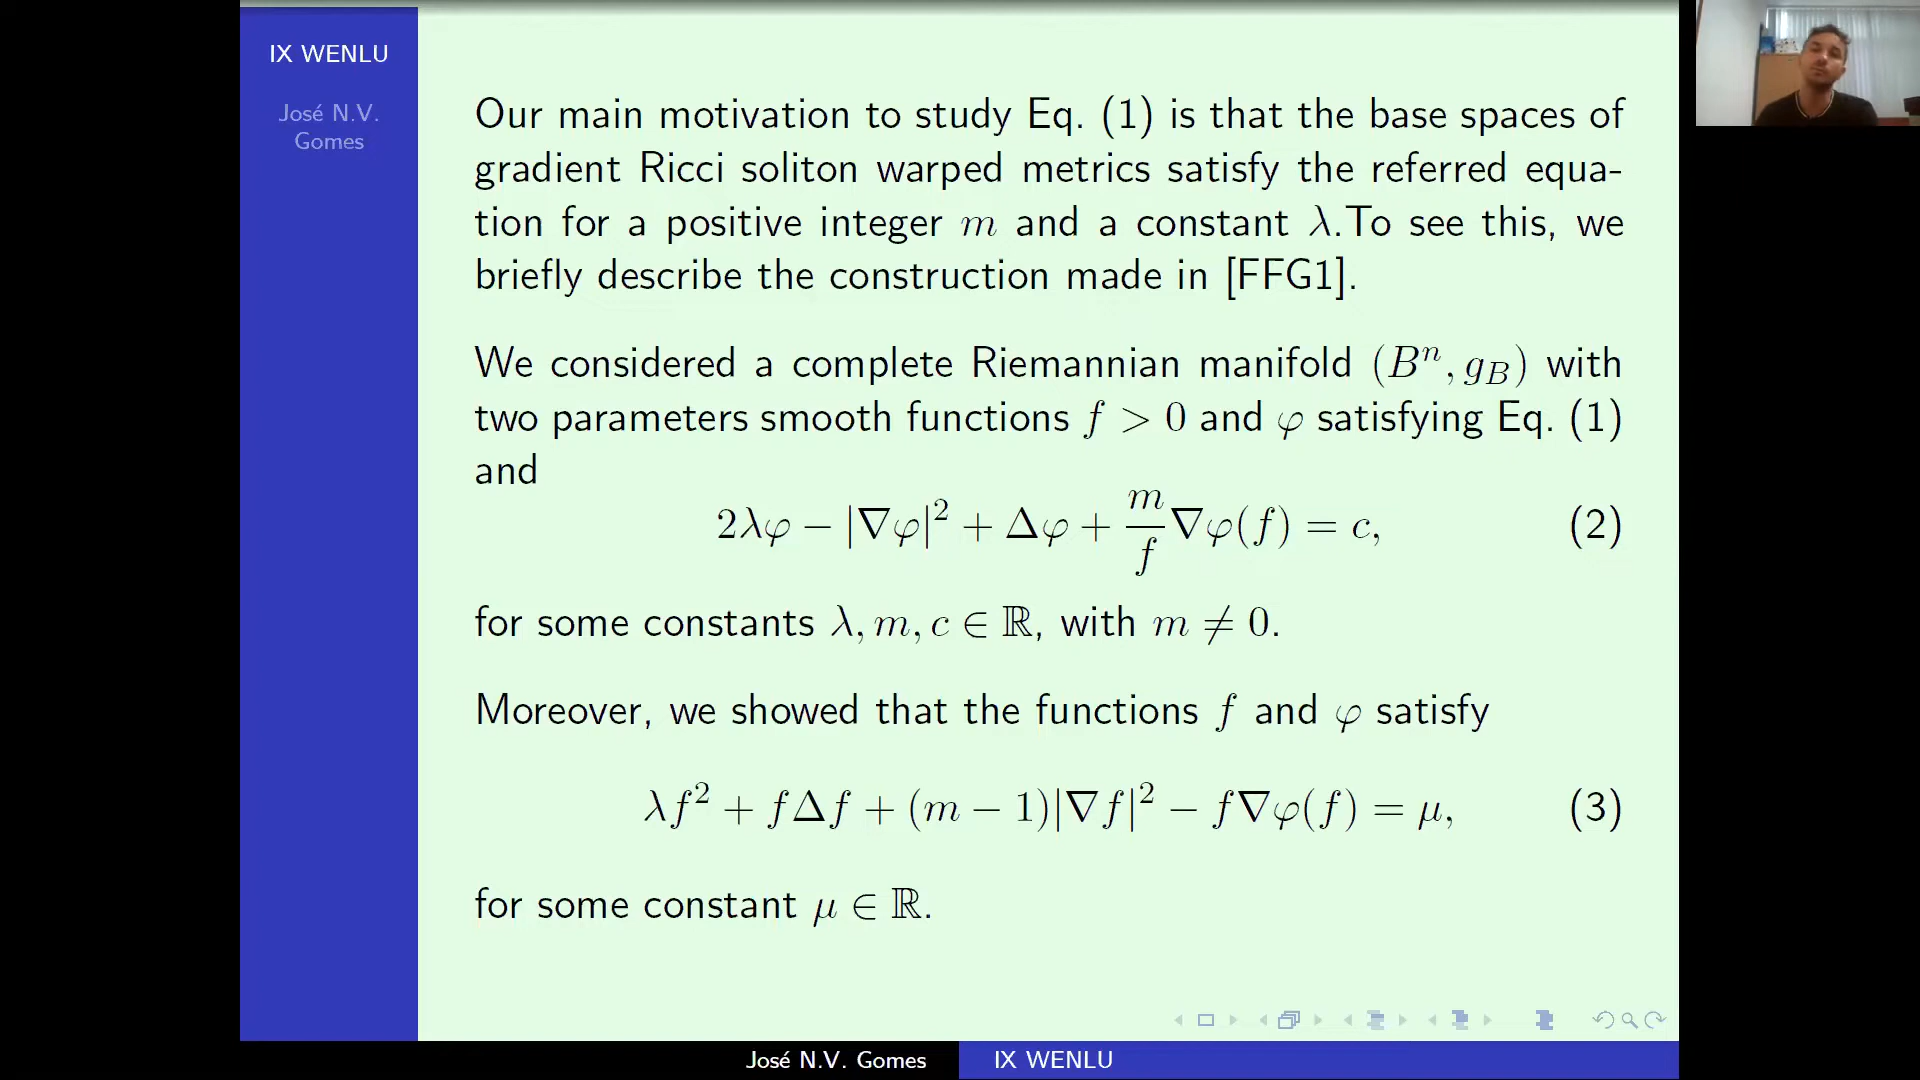 IX WENLU
José N.V.
Gomes
Our main motivation to study Eq. (1) is that the base spaces of
gradient Ricci soliton warped metrics satisfy the referred equa-
tion for a positive integer m and a constant λ.To see this, we
briefly describe the construction made in [FFG1].
We considered a complete Riemannian manifold (Bⁿ, g_B) with
two parameters smooth functions f > 0 and φ satisfying Eq. (1)
and
2λφ − |∇φ|² + Δφ + m/f ∇φ(f) = c, (2)
for some constants λ, m, c ∈ ℝ, with m ≠ 0.
Moreover, we showed that the functions f and φ satisfy
λf² + fΔf + (m − 1)|∇f|² − f∇φ(f) = μ, (3)
for some constant μ ∈ ℝ.
José N.V. Gomes IX WENLU